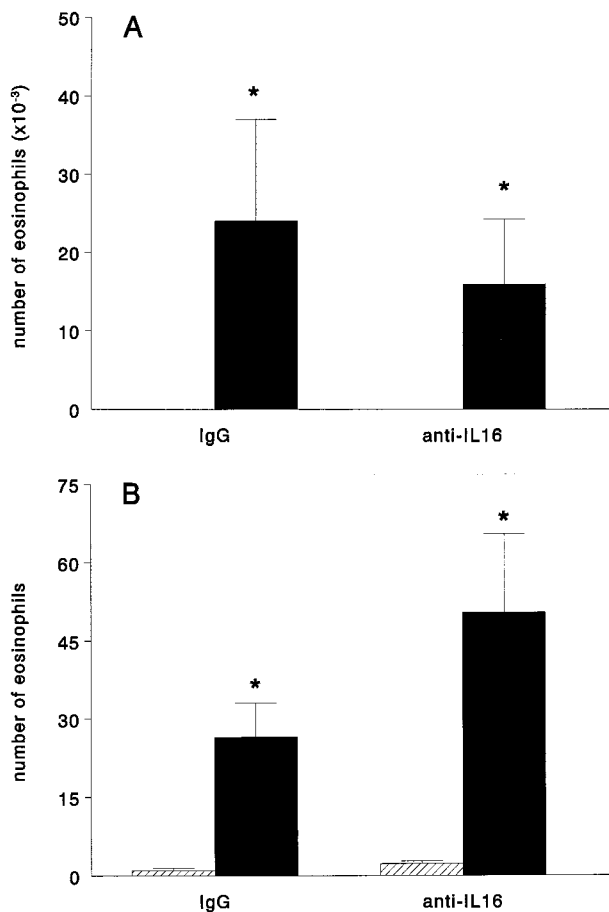 A
number of eosinophils (x10⁻³)
50
40
30
20
10
0
*
*
IgG anti-IL16
B
number of eosinophils
75
60
45
30
15
0
*
*
IgG anti-IL16